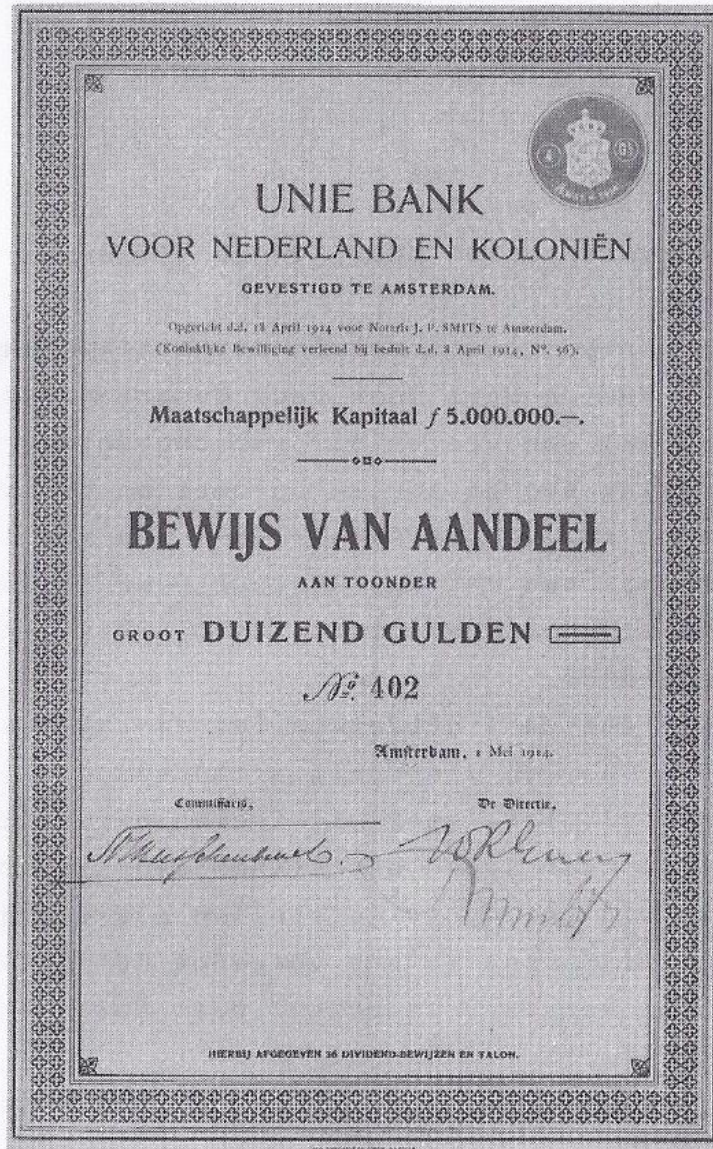 UNIE BANK
VOOR NEDERLAND EN KOLONIËN
GEVESTIGD TE AMSTERDAM.
Opgericht d.d. 18 April 1914 voor Notaris J. P. SMITS te Amsterdam.
(Koninklijke Bewilliging verleend bij besluit d.d. 8 April 1914, Nº. 56).
Maatschappelijk Kapitaal ƒ 5.000.000.—.
BEWIJS VAN AANDEEL
AAN TOONDER
GROOT DUIZEND GULDEN
Nº. 402
Amsterdam, 1 Mei 1914.
Commissaris, De Directie,
HIERBIJ AFGEGEVEN 36 DIVIDEND-BEWIJZEN EN TALON.